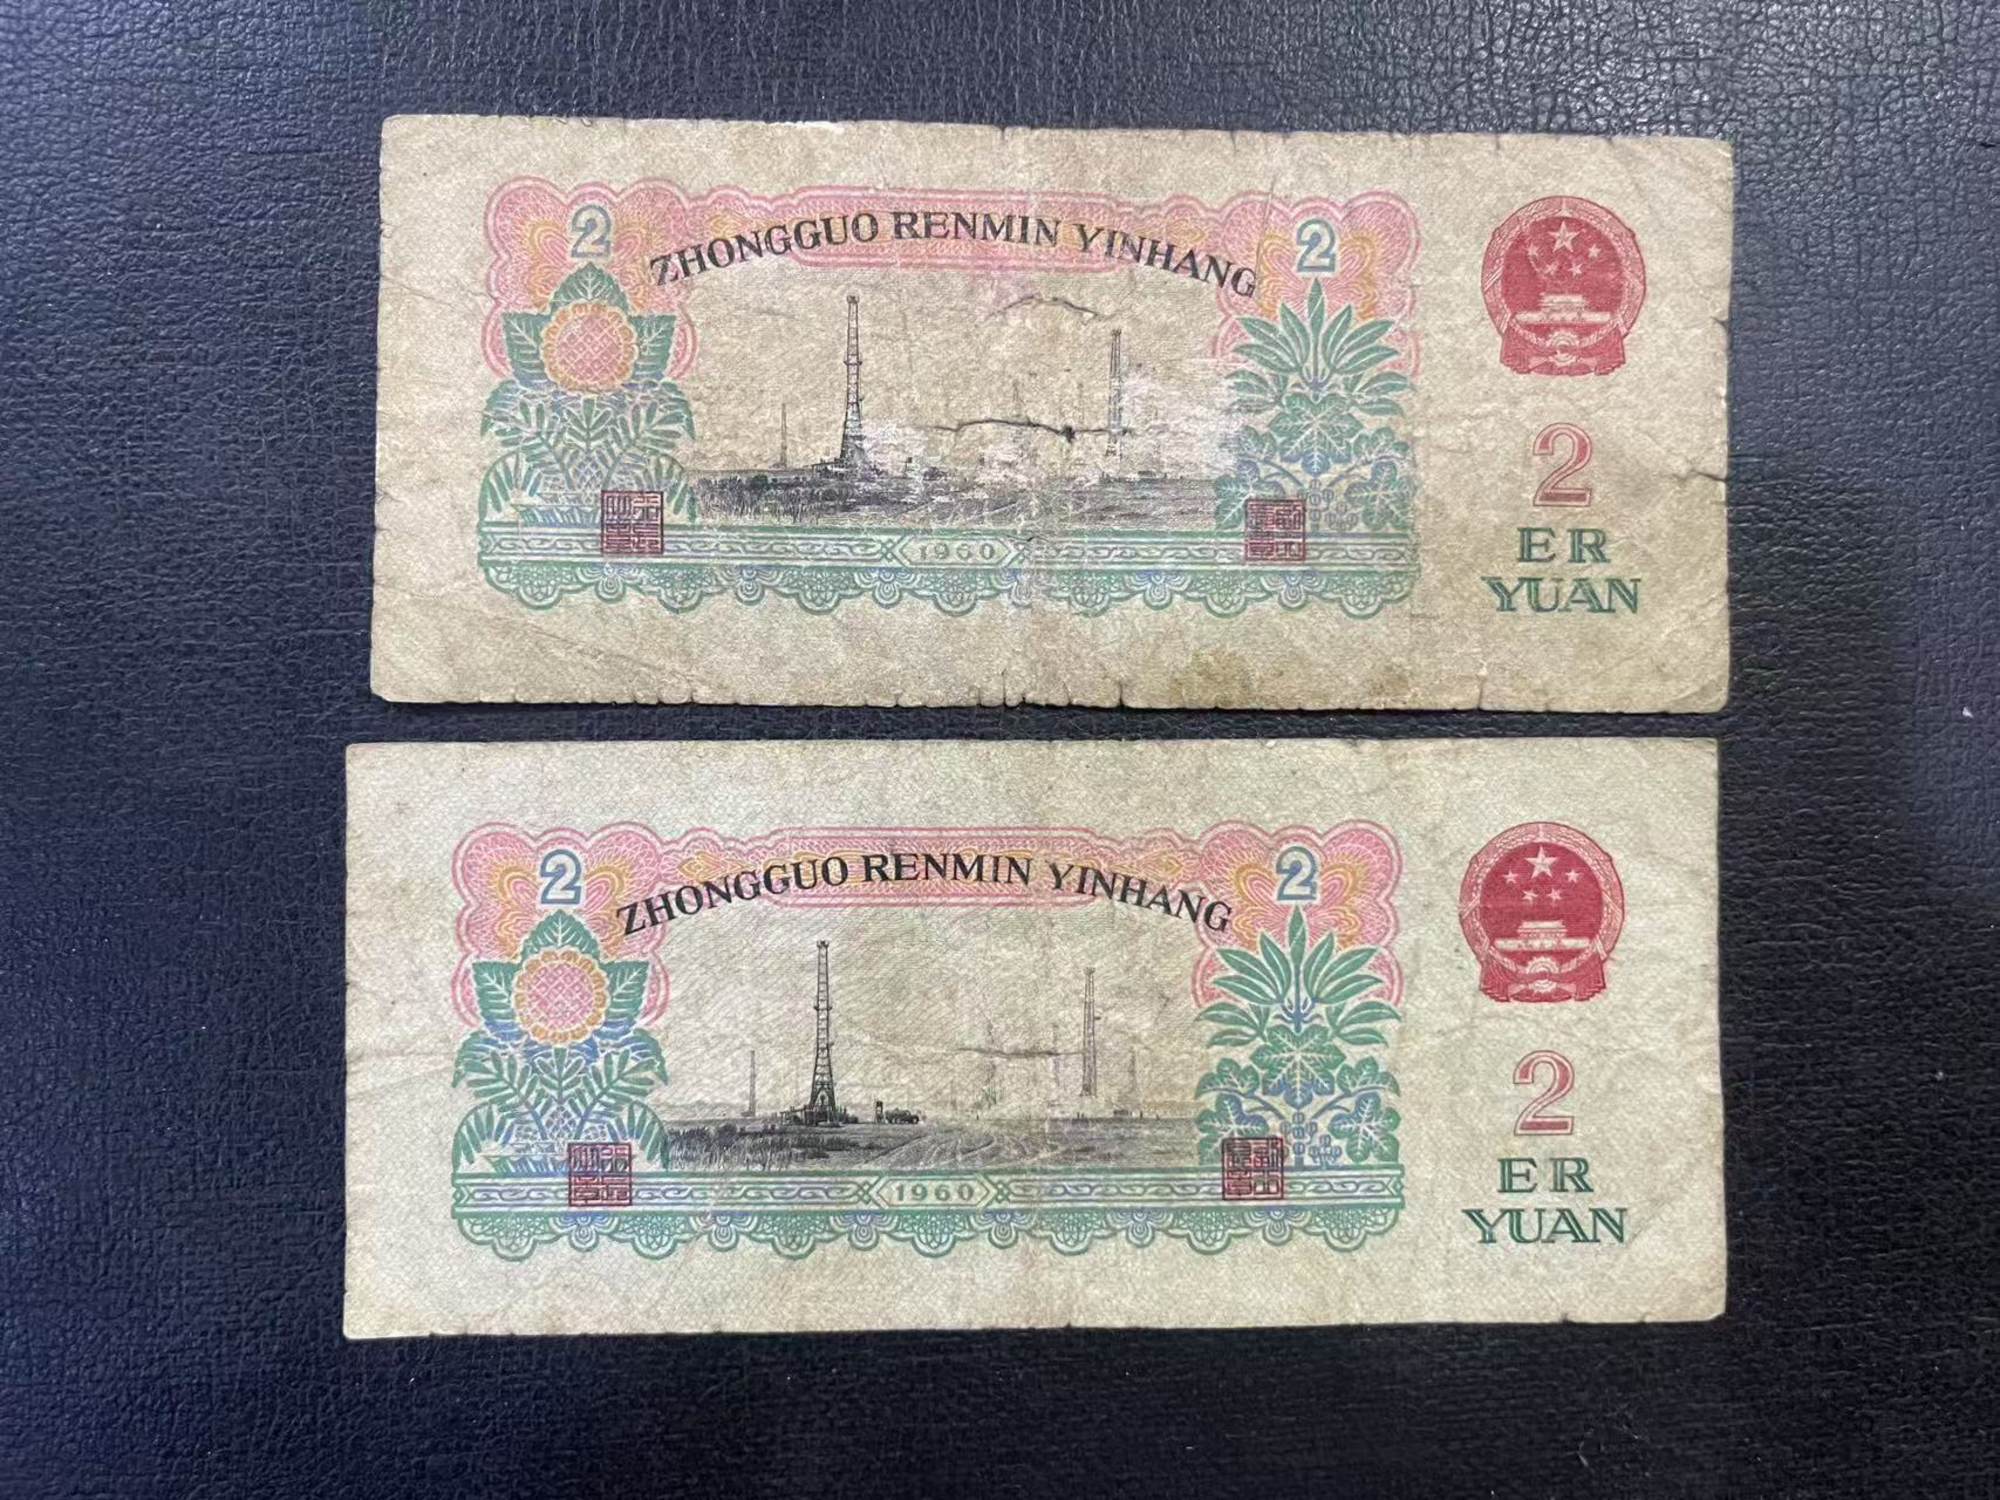 2
2
ZHONGGUO RENMIN YINHANG
2
ER
YUAN
1960
2
2
ZHONGGUO RENMIN YINHANG
2
ER
YUAN
1960